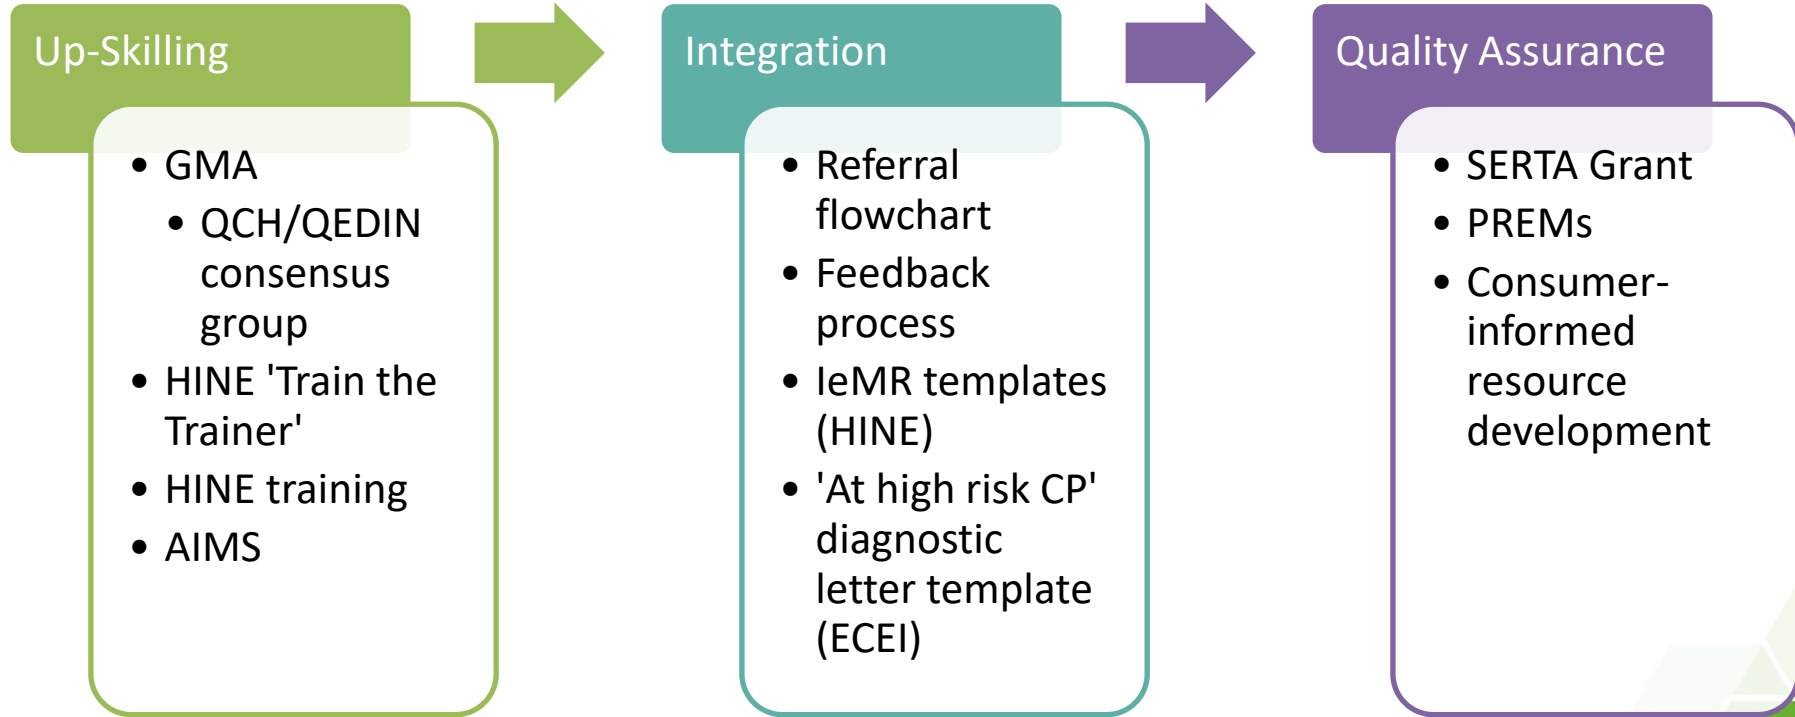 Up-Skilling
• GMA
• QCH/QEDIN
consensus
group
• HINE 'Train the
Trainer'
• HINE training
• AIMS
Integration
• Referral
flowchart
• Feedback
process
• IeMR templates
(HINE)
• 'At high risk CP'
diagnostic
letter template
(ECEI)
Quality Assurance
• SERTA Grant
• PREMs
• Consumer-
informed
resource
development